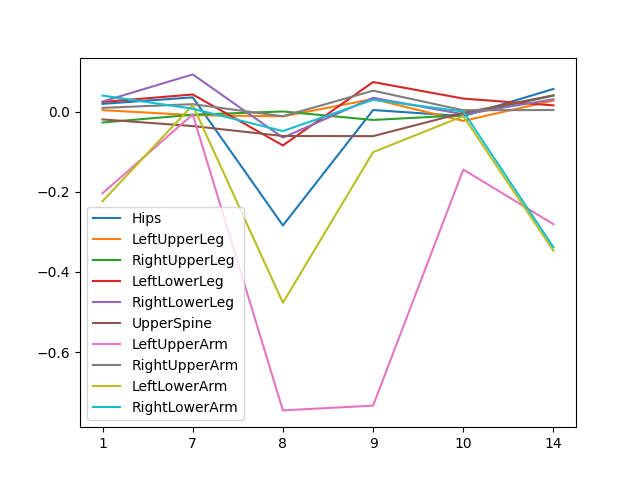 0.0
−0.2
−0.4
−0.6
Hips
LeftUpperLeg
RightUpperLeg
LeftLowerLeg
RightLowerLeg
UpperSpine
LeftUpperArm
RightUpperArm
LeftLowerArm
RightLowerArm
1 7 8 9 10 14